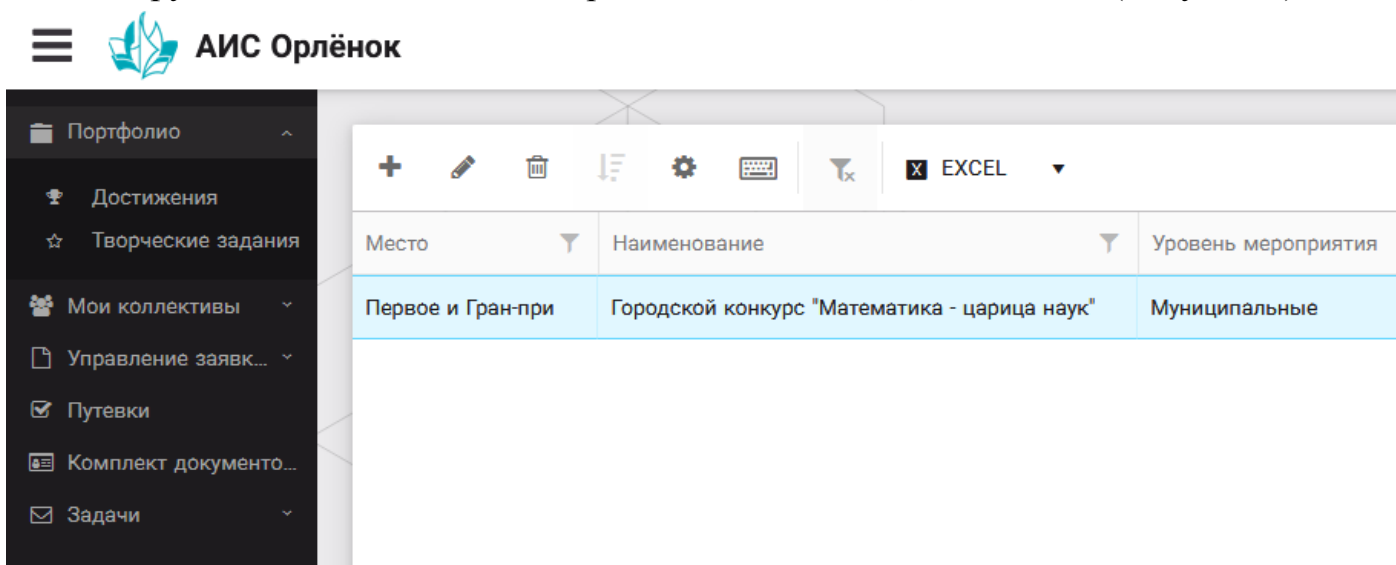 АИС Орлёнок
Портфолио
Достижения
Творческие задания
Мои коллективы
Управление заявк...
Путевки
Комплект документо...
Задачи
EXCEL
Место Наименование Уровень мероприятия
Первое и Гран-при Городской конкурс "Математика - царица наук" Муниципальные